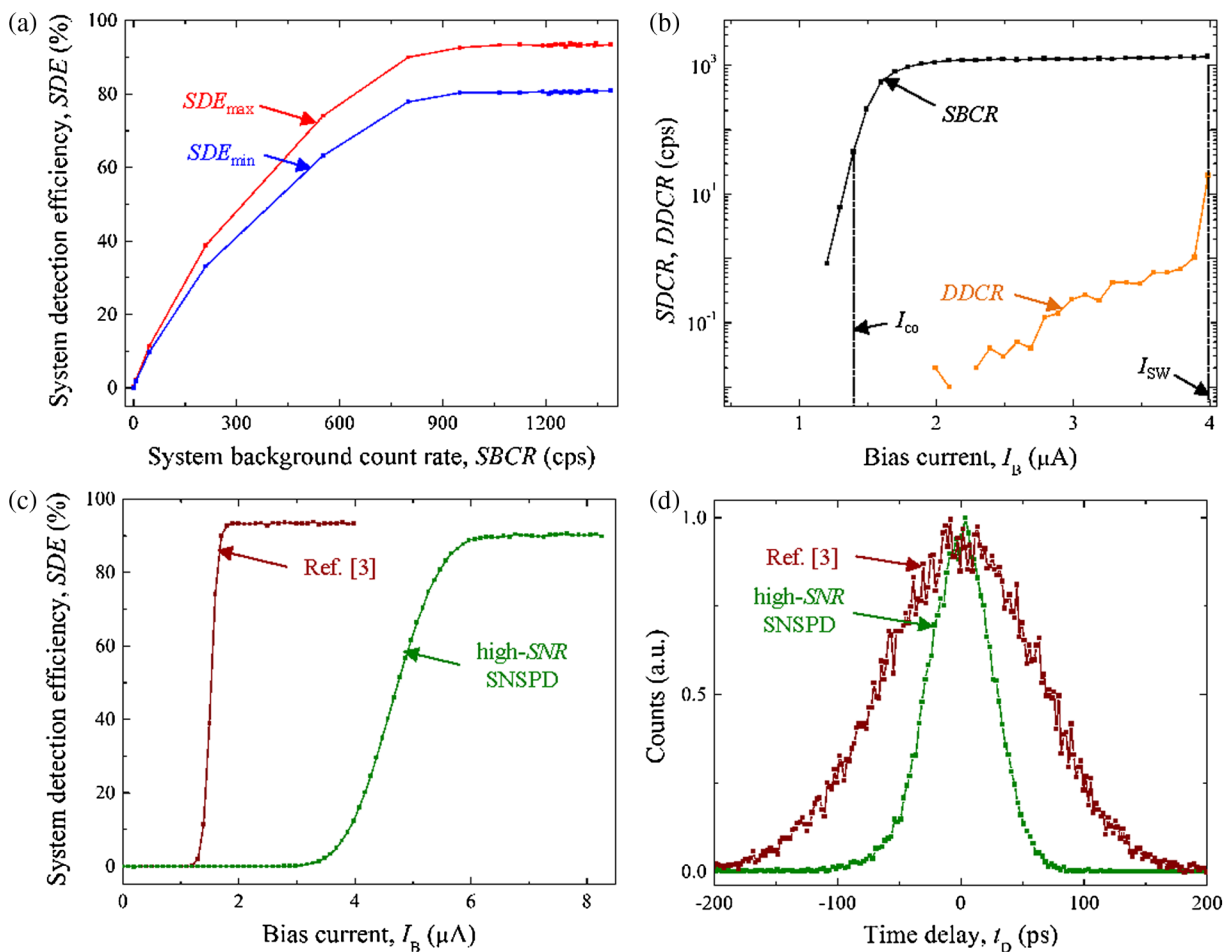 (a)
System detection efficiency, SDE (%)
100
80
60
40
20
0
SDEmax
SDEmin
0 300 600 900 1200
System background count rate, SBCR (cps)
(b)
SDCR, DDCR (cps)
10³
10¹
10⁻¹
SBCR
DDCR
Ico
ISW
1 2 3 4
Bias current, IB (μA)
(c)
System detection efficiency, SDE (%)
100
80
60
40
20
0
Ref. [3]
high-SNR
SNSPD
0 2 4 6 8
Bias current, IB (μA)
(d)
Counts (a.u.)
1.0
0.5
0.0
Ref. [3]
high-SNR
SNSPD
-200 -100 0 100 200
Time delay, tD (ps)